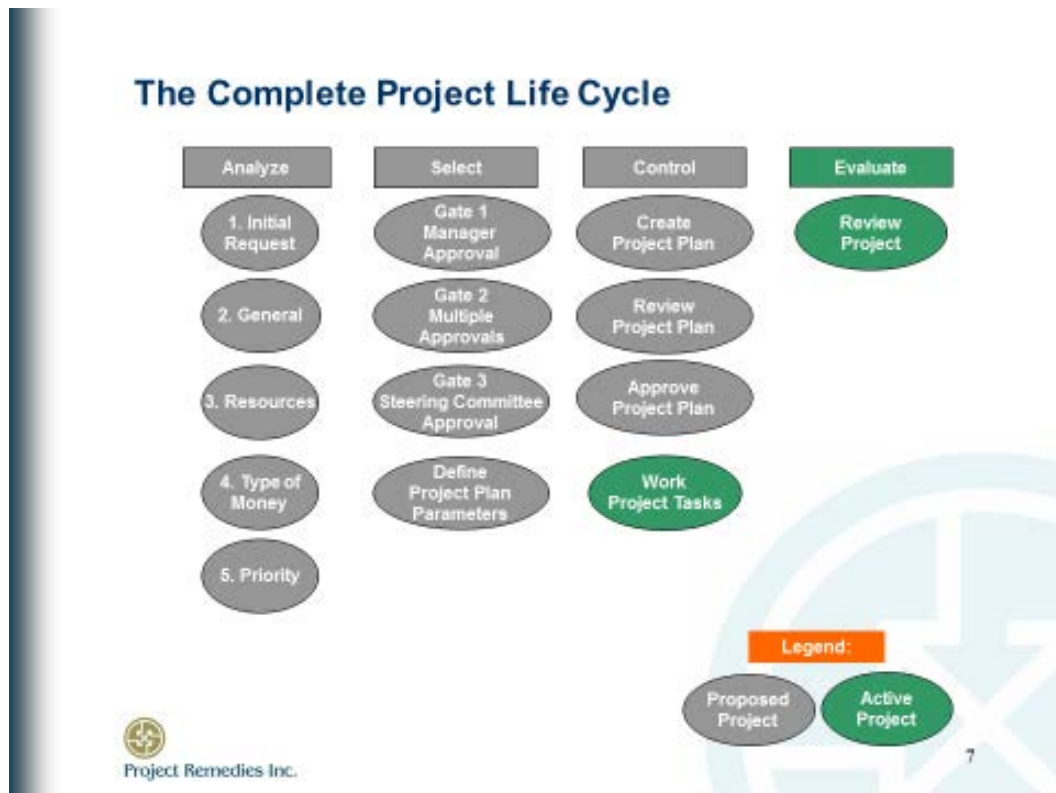 The Complete Project Life Cycle
Analyze
Select
Control
Evaluate
1. Initial
Request
Gate 1
Manager
Approval
Create
Project Plan
Review
Project
2. General
Gate 2
Multiple
Approvals
Review
Project Plan
3. Resources
Gate 3
Steering Committee
Approval
Approve
Project Plan
4. Type of
Money
Define
Project Plan
Parameters
Work
Project Tasks
5. Priority
Legend:
Proposed
Project
Active
Project
Project Remedies Inc.
7